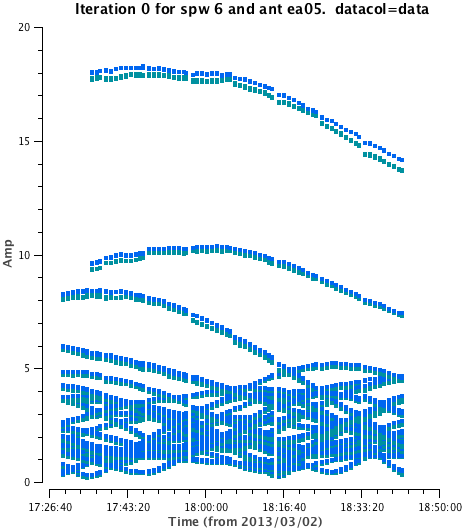 Iteration 0 for spw 6 and ant ea05.  datacol=data
20
15
10
5
0
Amp
17:26:40 17:43:20 18:00:00 18:16:40 18:33:20 18:50:00
Time (from 2013/03/02)